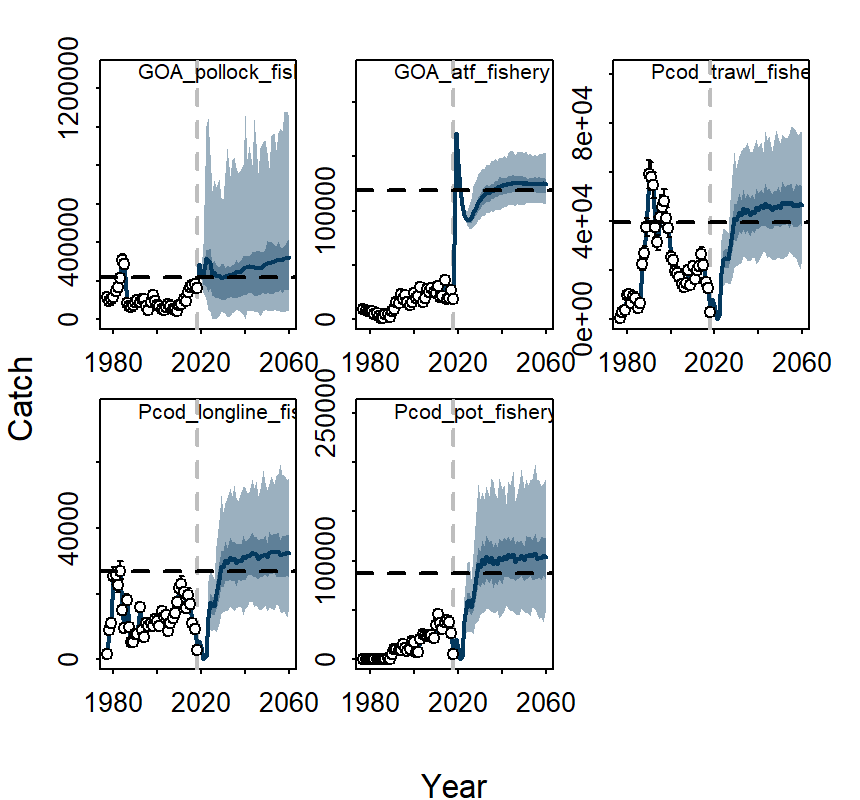 GOA_pollock_fisl
GOA_atf_fishery
Pcod_trawl_fishe
0 400000 1200000
0 100000
0e+00 4e+04 8e+04
1980 2020 2060
1980 2020 2060
1980 2020 2060
Catch
Pcod_longline_fis
Pcod_pot_fishery
0 40000
0 100000 250000
1980 2020 2060
1980 2020 2060
Year